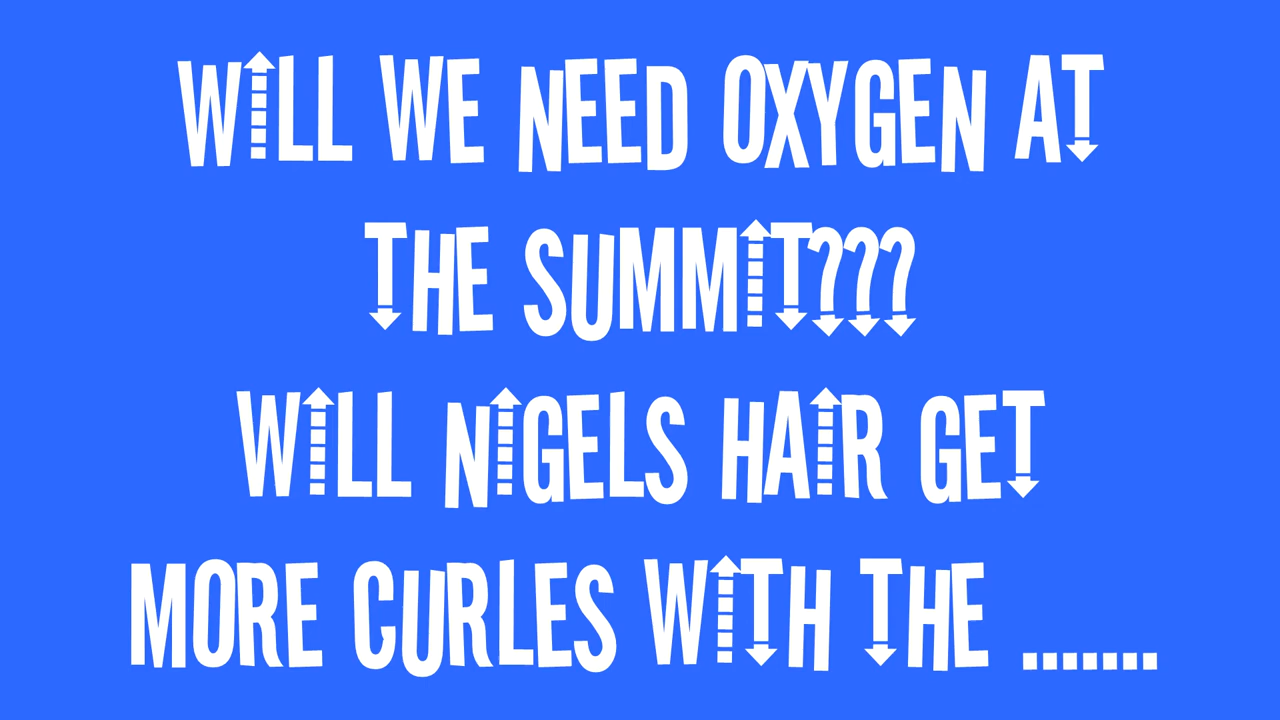 WILL WE NEED OXYGEN AT
THE SUMMIT???
WILL NIGELS HAIR GET
MORE CURLES WITH THE .......